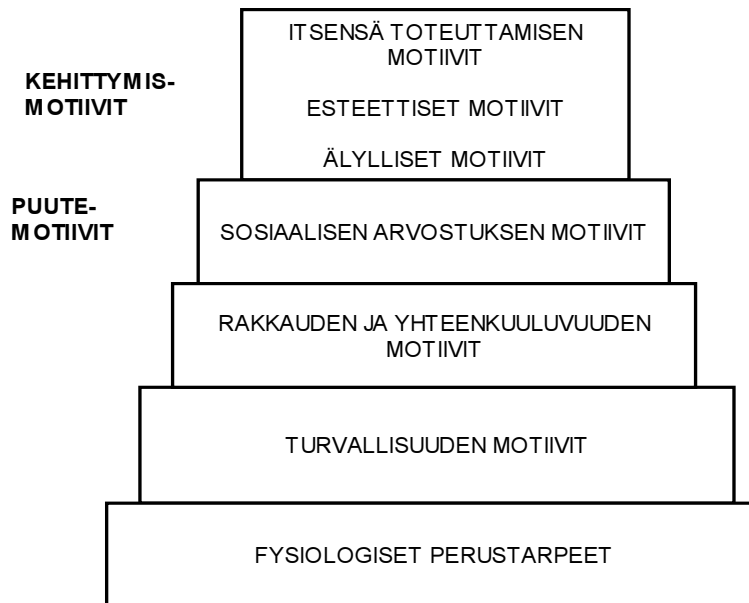 ITSENSÄ TOTEUTTAMISEN
MOTIIVIT
KEHITTYMIS-
MOTIIVIT
ESTEETTISET MOTIIVIT
ÄLYLLISET MOTIIVIT
PUUTE-
MOTIIVIT
SOSIAALISEN ARVOSTUKSEN MOTIIVIT
RAKKAUDEN JA YHTEENKUULUVUUDEN
MOTIIVIT
TURVALLISUUDEN MOTIIVIT
FYSIOLOGISET PERUSTARPEET